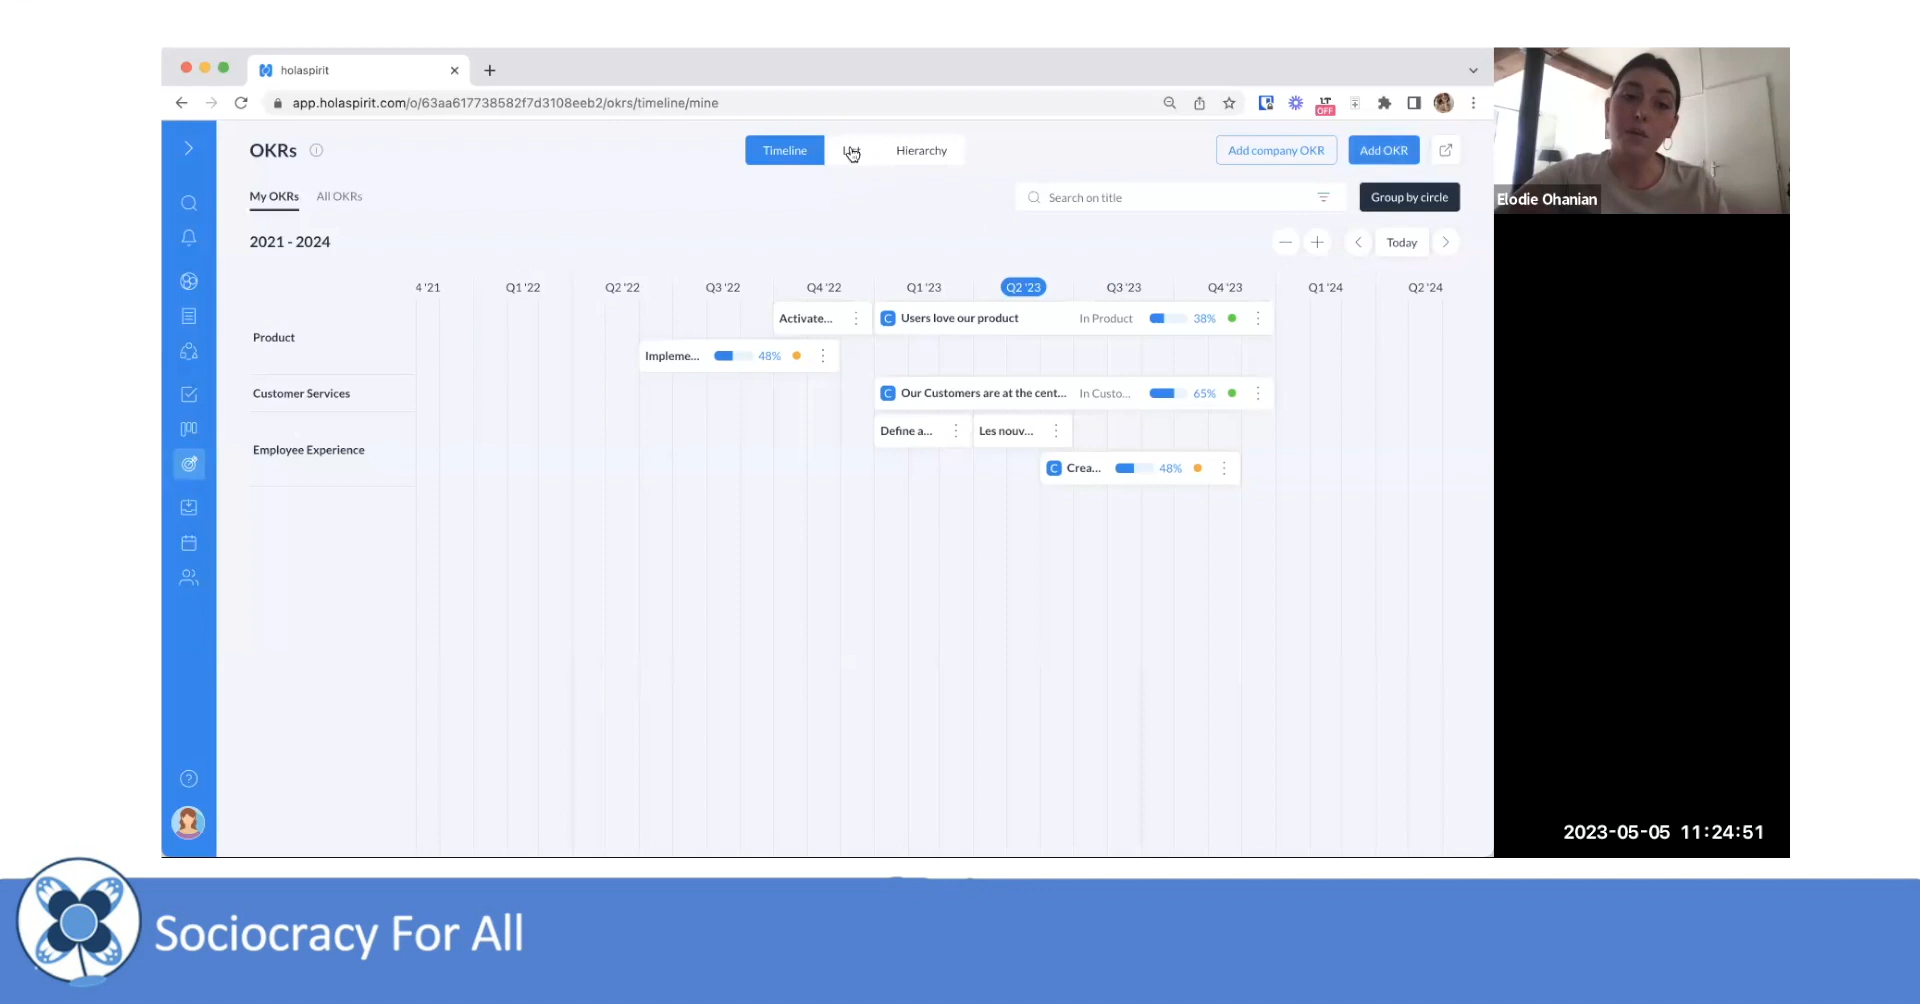 holaspirit
app.holaspirit.com/o/63aa617738582f7d3108eeb2/okrs/timeline/mine
LT
OFF
OKRs
Timeline
Hierarchy
Add company OKR
Add OKR
My OKRs
All OKRs
Search on title
Group by circle
Elodie Ohanian
2021 - 2024
Today
4 '21
Q1 '22
Q2 '22
Q3 '22
Q4 '22
Q1 '23
Q2 '23
Q3 '23
Q4 '23
Q1 '24
Q2 '24
Product
Activate...
C Users love our product In Product 38%
Impleme... 48%
Customer Services
C Our Customers are at the cent... In Custo... 65%
Employee Experience
Define a...
Les nouv...
C Crea... 48%
2023-05-05 11:24:51
Sociocracy For All